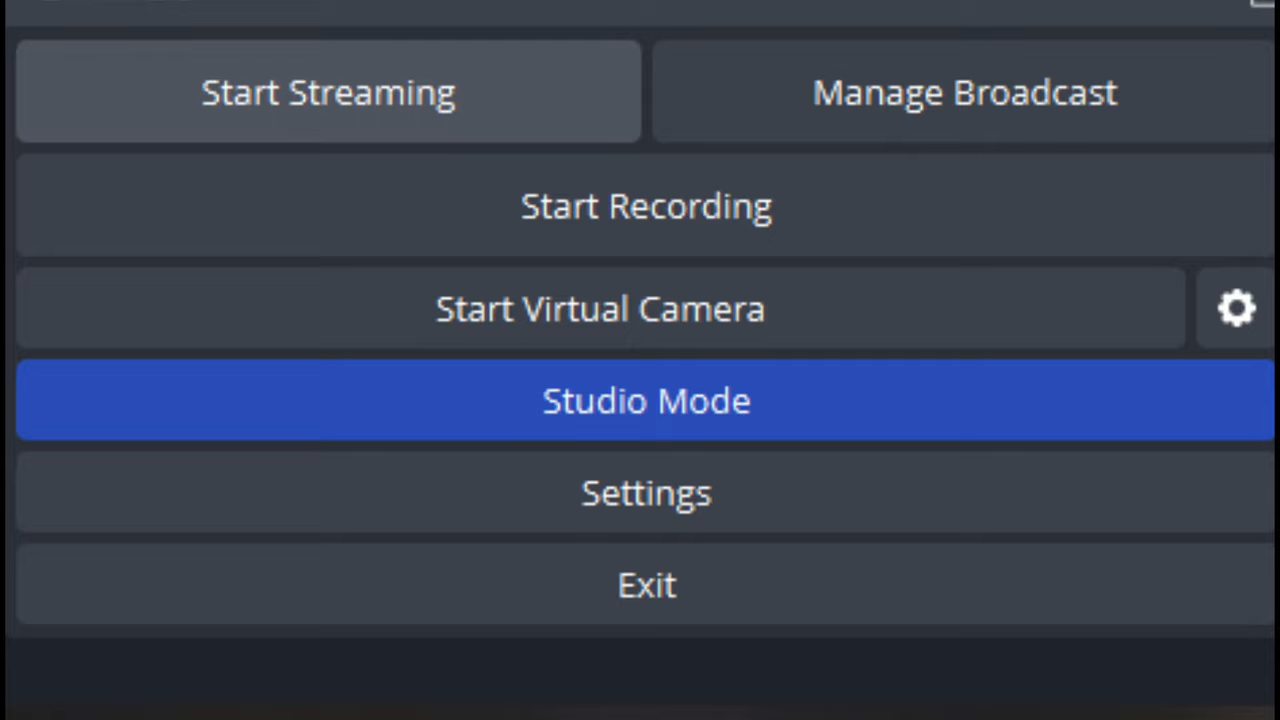 Start Streaming
Manage Broadcast
Start Recording
Start Virtual Camera
Studio Mode
Settings
Exit